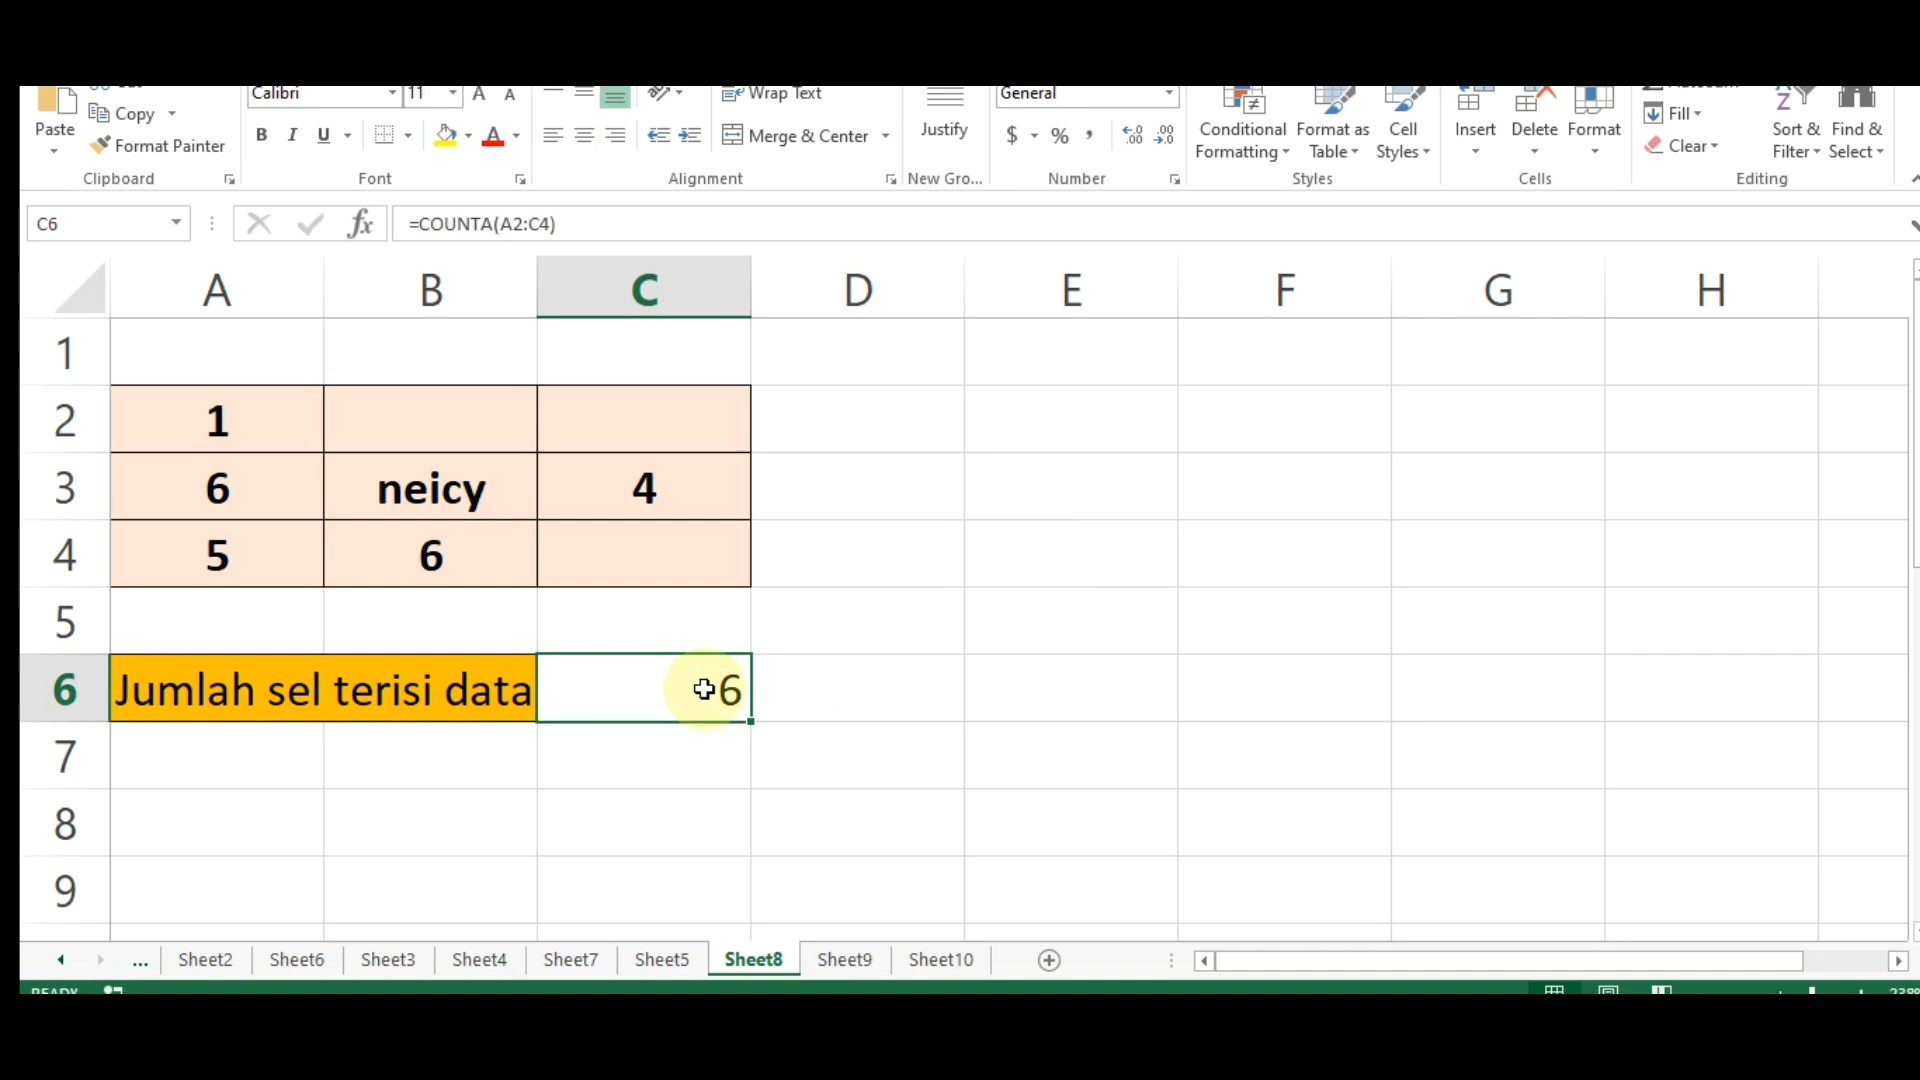 Calibri 11 A A Wrap Text General
Copy Fill
Paste B I U A Merge & Center Justify $ % , Conditional Format as Cell Insert Delete Format Sort & Find &
Format Painter Formatting Table Styles Clear Filter Select
Clipboard Font Alignment New Gro... Number Styles Cells Editing
C6 fx =COUNTA(A2:C4)
A B C D E F G H
1
2 1
3 6 neicy 4
4 5 6
5
6 Jumlah sel terisi data 6
7
8
9
... Sheet2 Sheet6 Sheet3 Sheet4 Sheet7 Sheet5 Sheet8 Sheet9 Sheet10
READY